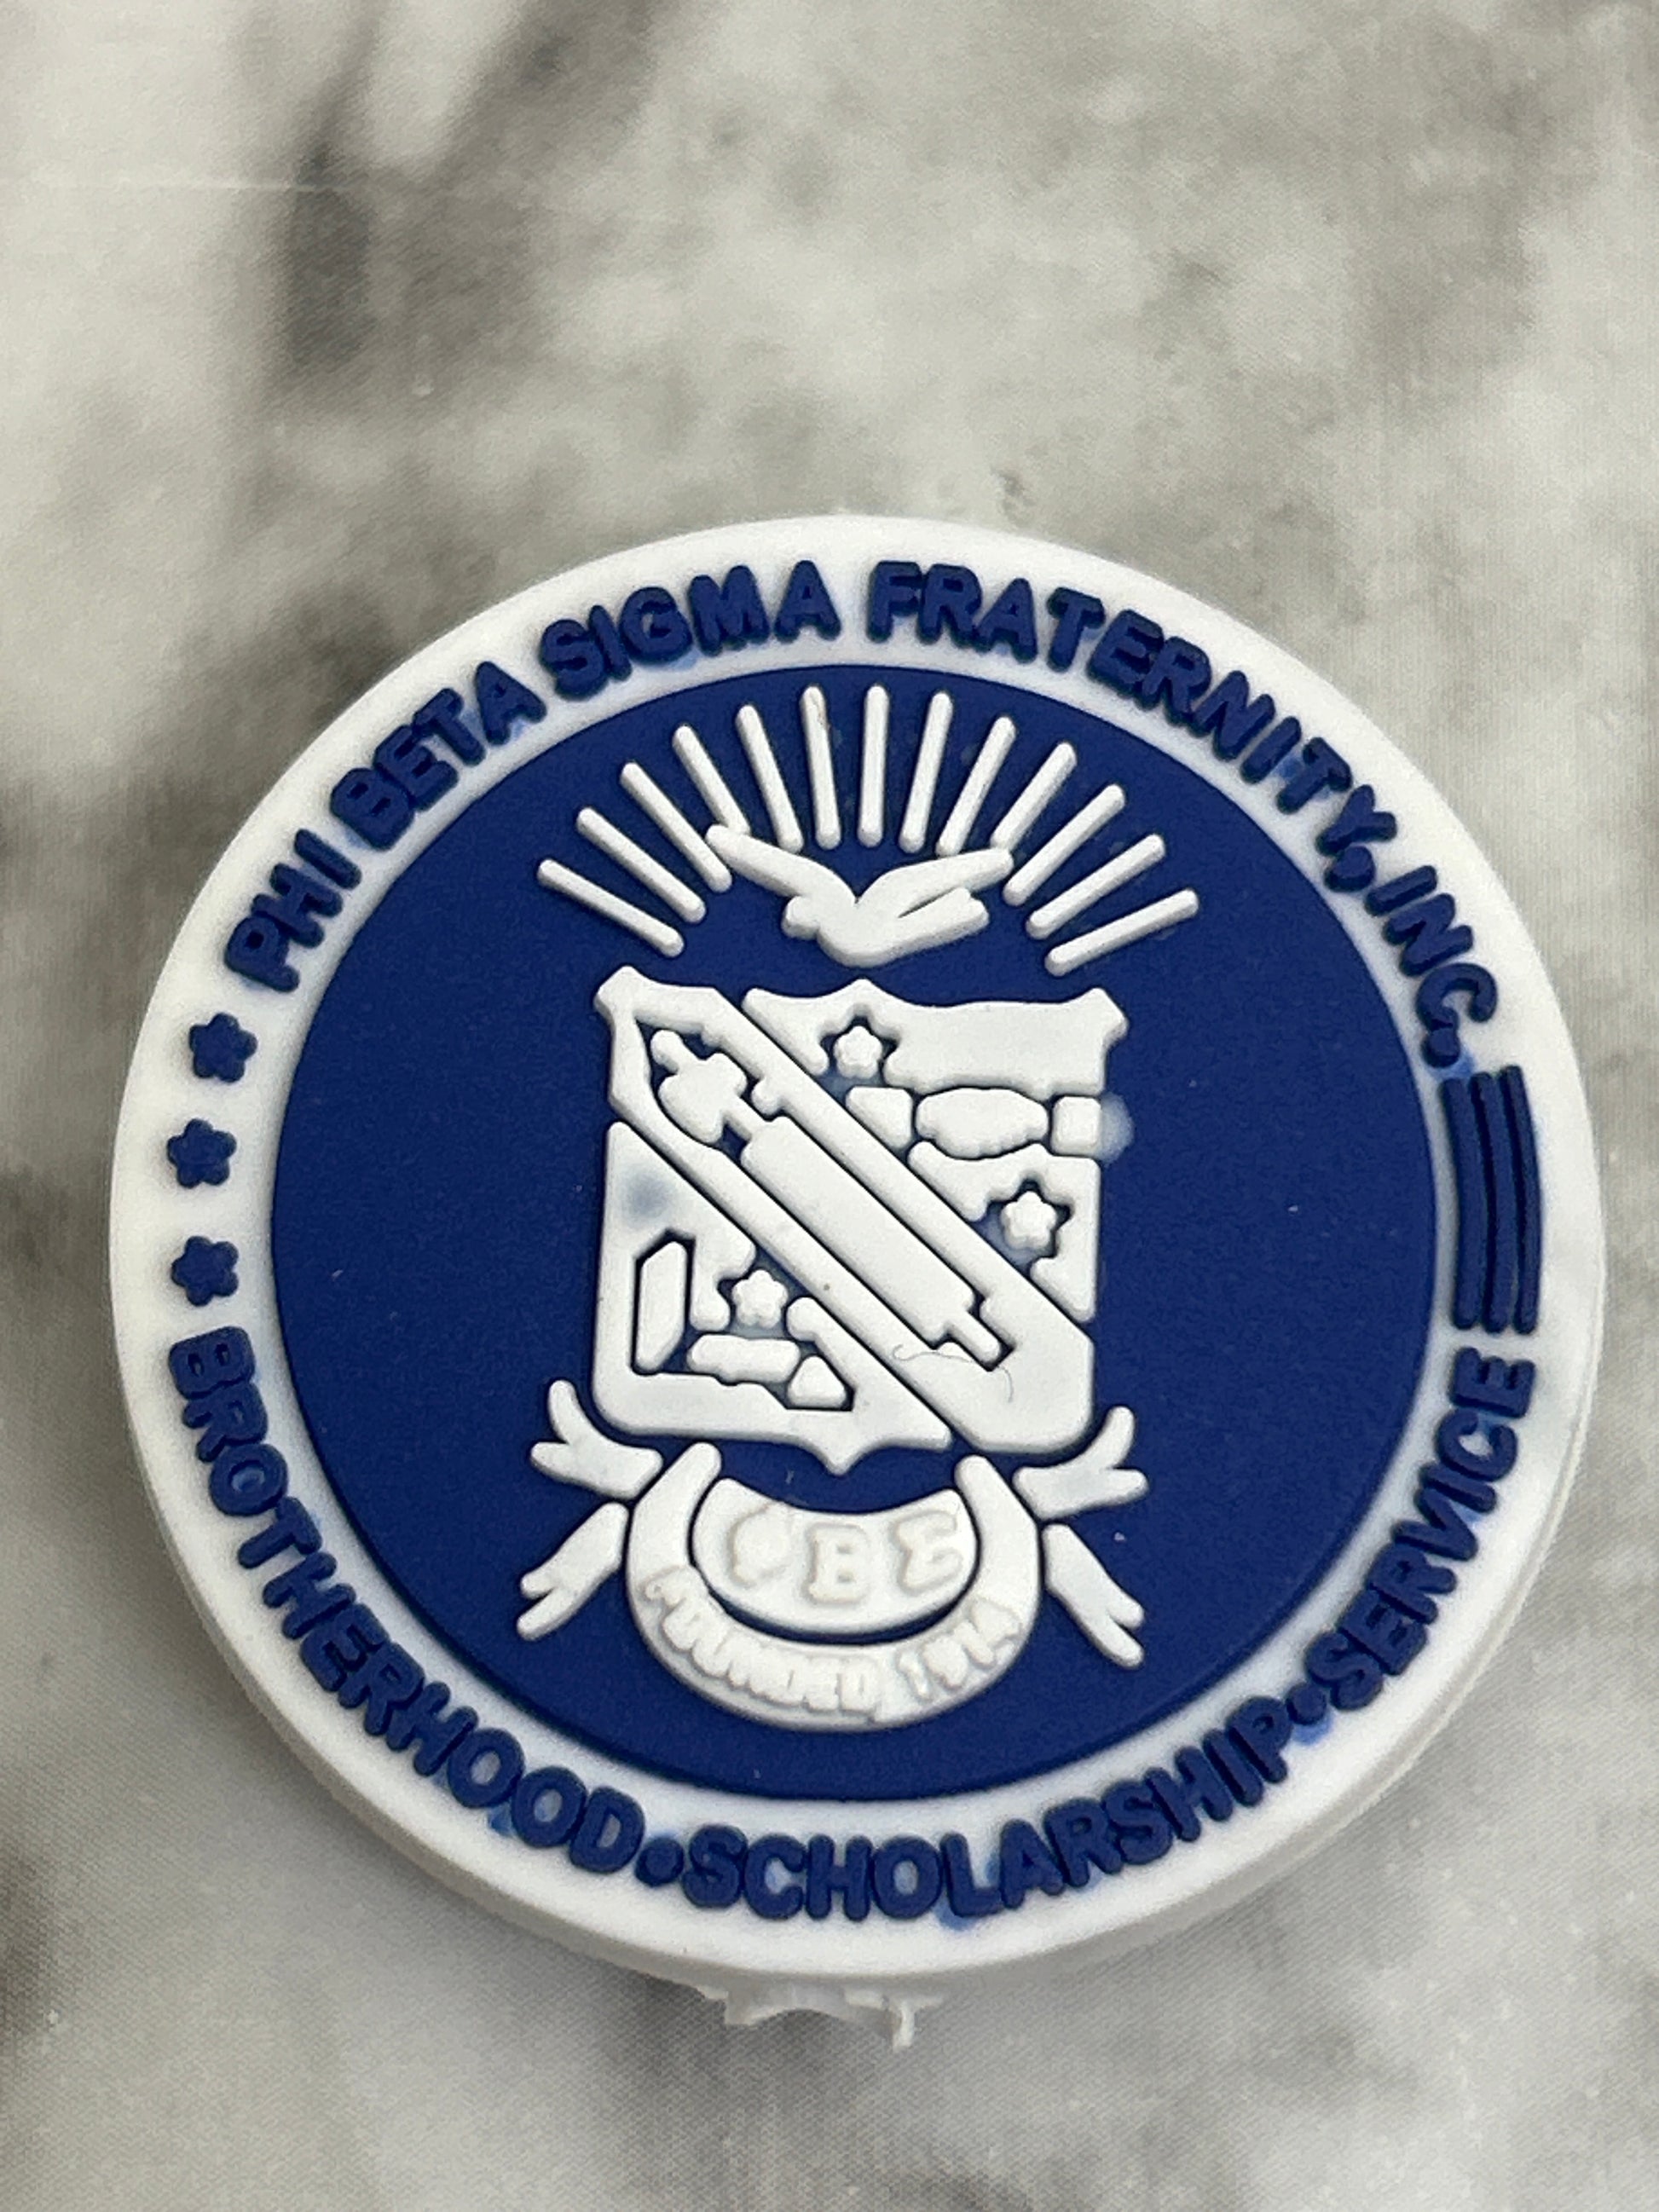 PHI BETA SIGMA FRATERNITY, INC.
ΦΒΣ
FOUNDED 1914
BROTHERHOOD•SCHOLARSHIP•SERVICE